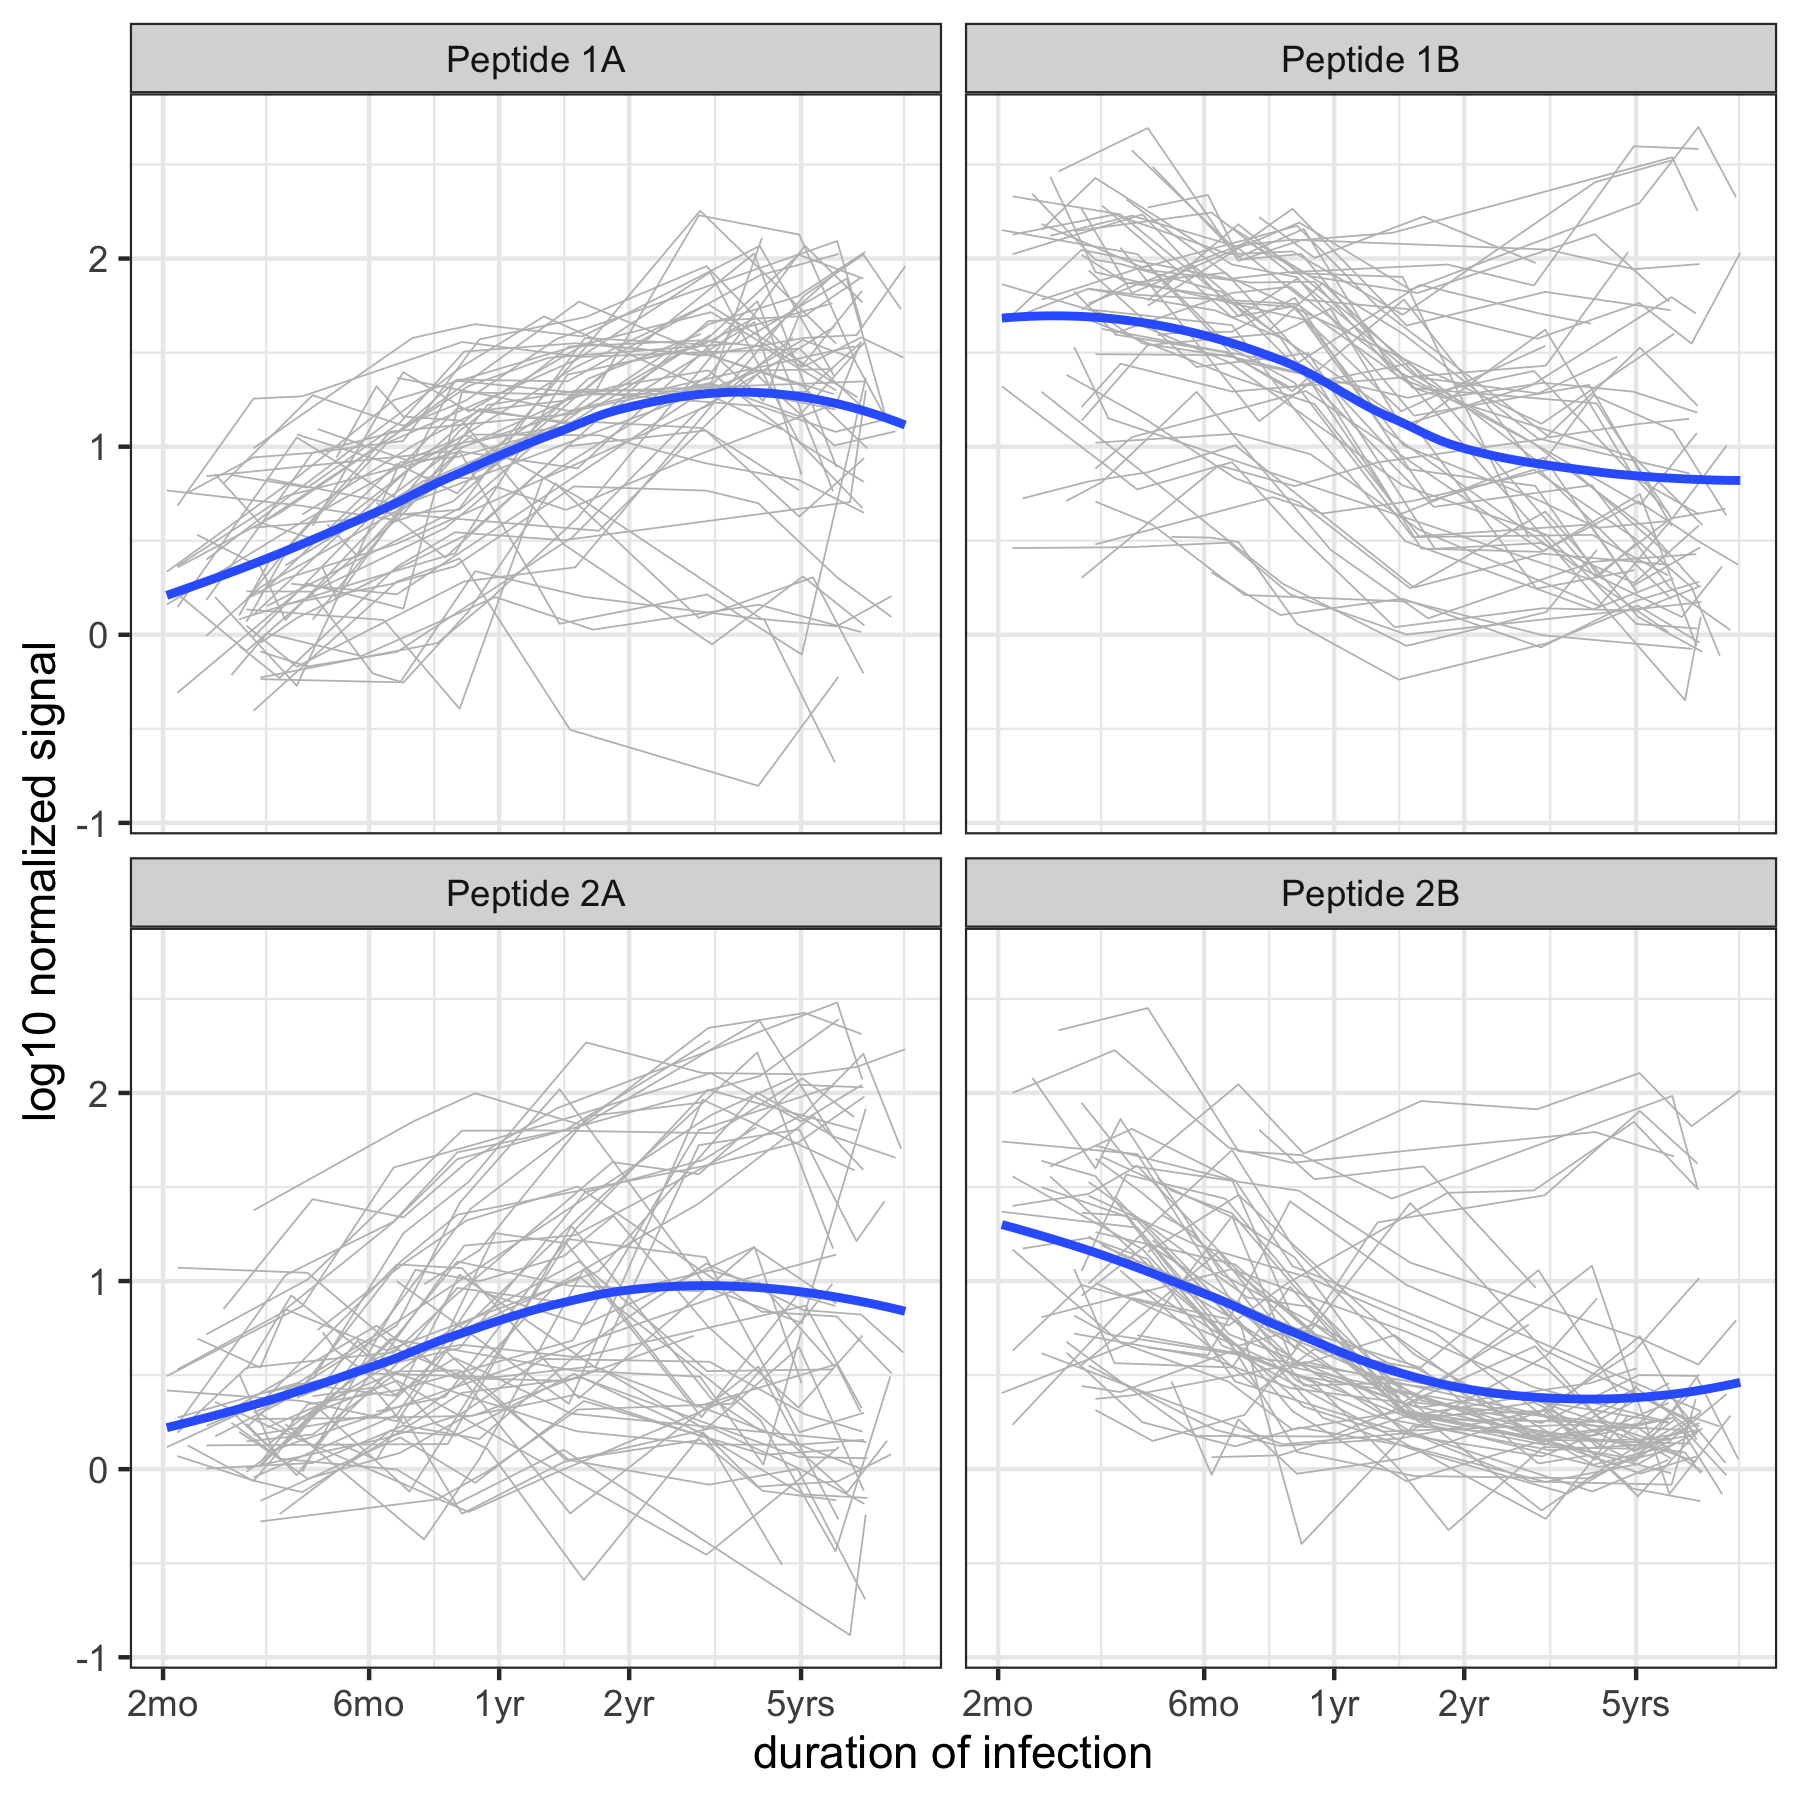 Peptide 1A
Peptide 1B
2
1
0
-1
Peptide 2A
Peptide 2B
2
1
0
-1
log10 normalized signal
2mo 6mo 1yr 2yr 5yrs
2mo 6mo 1yr 2yr 5yrs
duration of infection